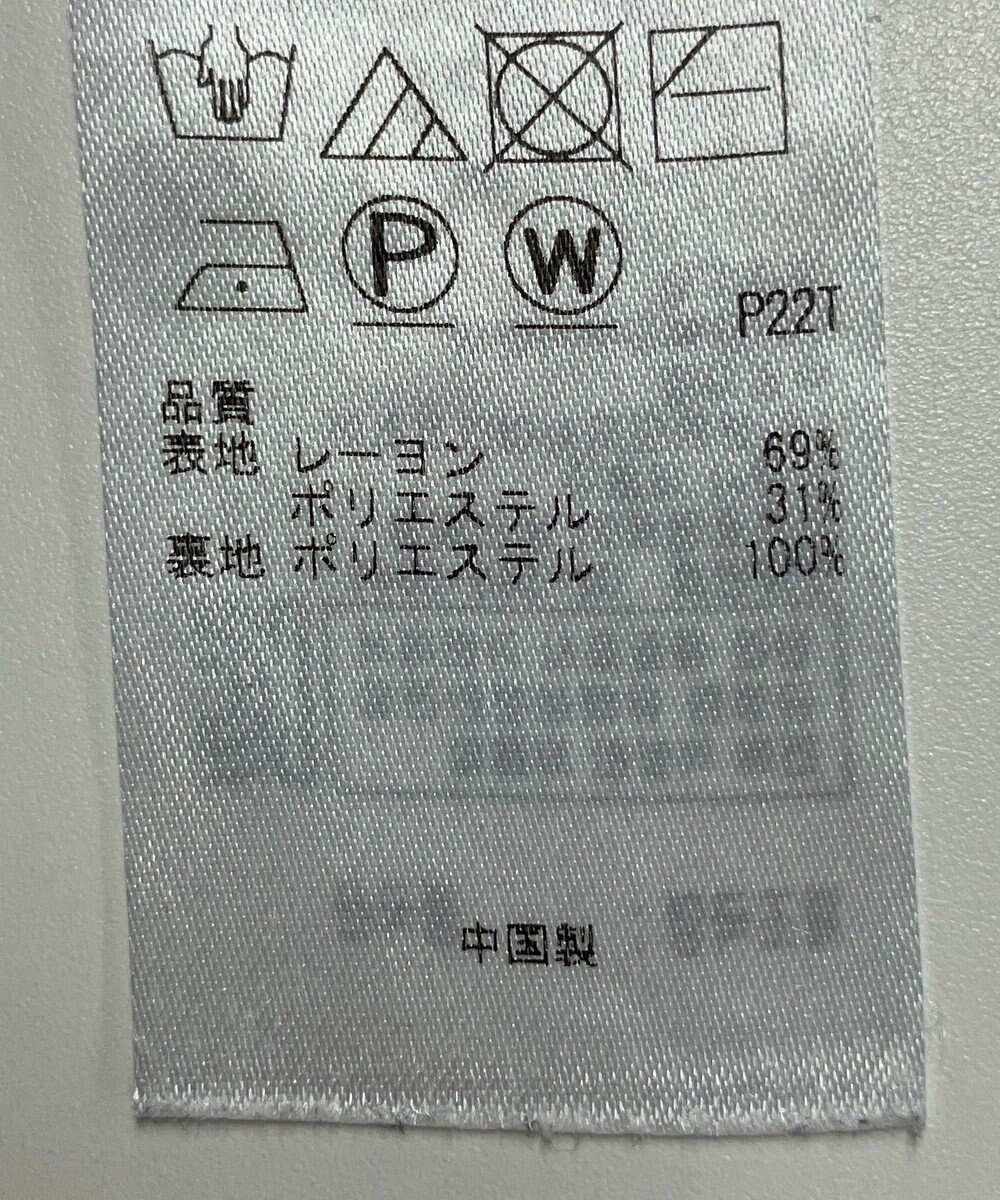 P W
P22T
品質
表地 レーヨン 69%
ポリエステル 31%
裏地 ポリエステル 100%
中国製